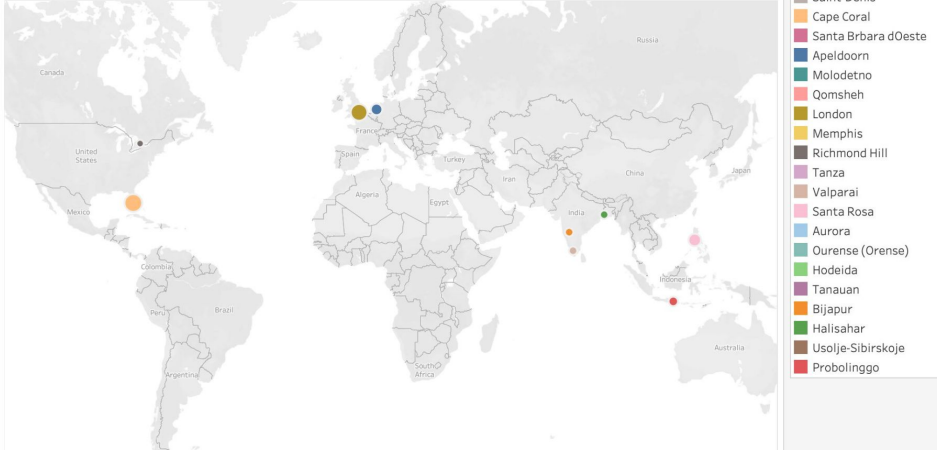 Canada
United
States
Mexico
Colombia
Peru
Brazil
Argentina
France
Spain
Algeria
Egypt
Turkey
Iran
Russia
China
Japan
India
Indonesia
South
Africa
Australia
Saint-Denis
Cape Coral
Santa Brbara dOeste
Apeldoorn
Molodetno
Qomsheh
London
Memphis
Richmond Hill
Tanza
Valparai
Santa Rosa
Aurora
Ourense (Orense)
Hodeida
Tanauan
Bijapur
Halisahar
Usolje-Sibirskoje
Probolinggo